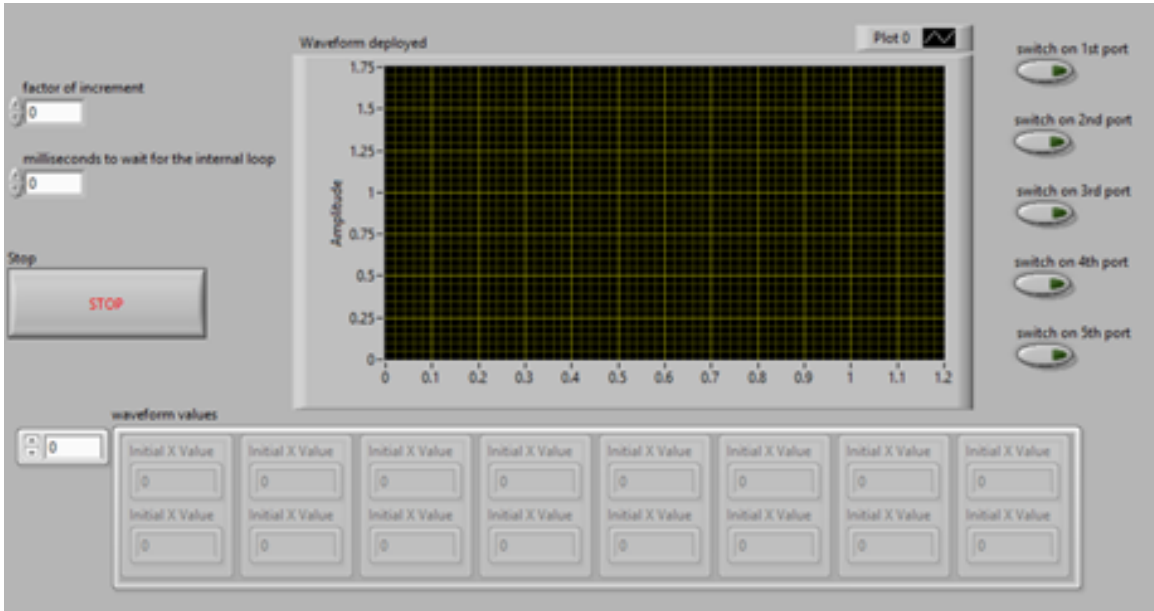 Waveform deployed
Plot 0
switch on 1st port
factor of increment
0
switch on 2nd port
milliseconds to wait for the internal loop
0
switch on 3rd port
Stop
STOP
switch on 4th port
switch on 5th port
Amplitude
1.75
1.5
1.25
1
0.75
0.5
0.25
0
0 0.1 0.2 0.3 0.4 0.5 0.6 0.7 0.8 0.9 1 1.1 1.2
waveform values
0
Initial X Value Initial X Value Initial X Value Initial X Value Initial X Value Initial X Value Initial X Value Initial X Value
0 0 0 0 0 0 0 0
Initial X Value Initial X Value Initial X Value Initial X Value Initial X Value Initial X Value Initial X Value Initial X Value
0 0 0 0 0 0 0 0